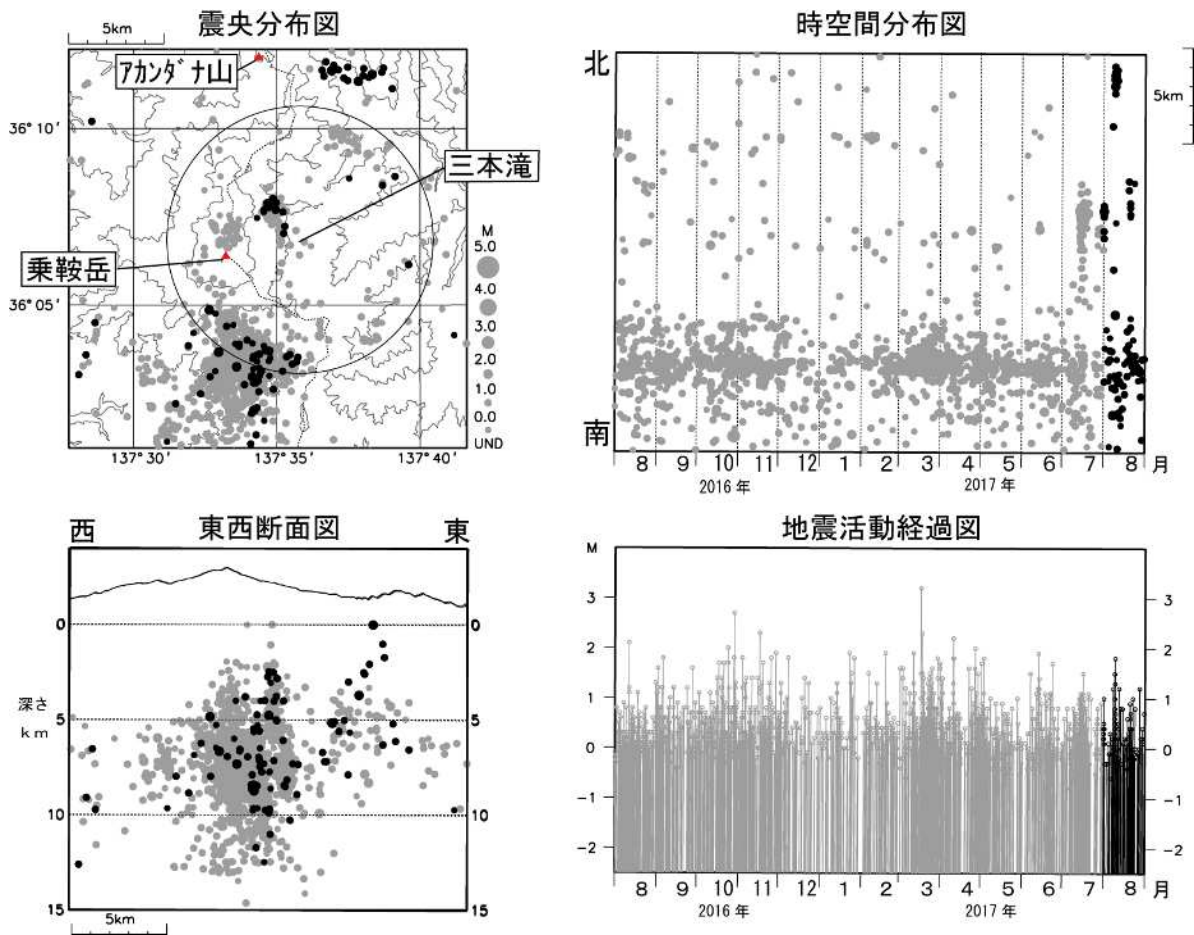 震央分布図
5km
アカンダナ山
36° 10′
三本滝
乗鞍岳
36° 05′
M
5.0
4.0
3.0
2.0
1.0
0.0
UND
137° 30′ 137° 35′ 137° 40′
時空間分布図
北
5km
南
8 9 10 11 12 1 2 3 4 5 6 7 8 月
2016 年 2017 年
東西断面図
西 東
0 0
深さ
km
5 5
10 10
15 15
5km
地震活動経過図
M
3 3
2 2
1 1
0 0
-1 -1
-2 -2
8 9 10 11 12 1 2 3 4 5 6 7 8 月
2016 年 2017 年